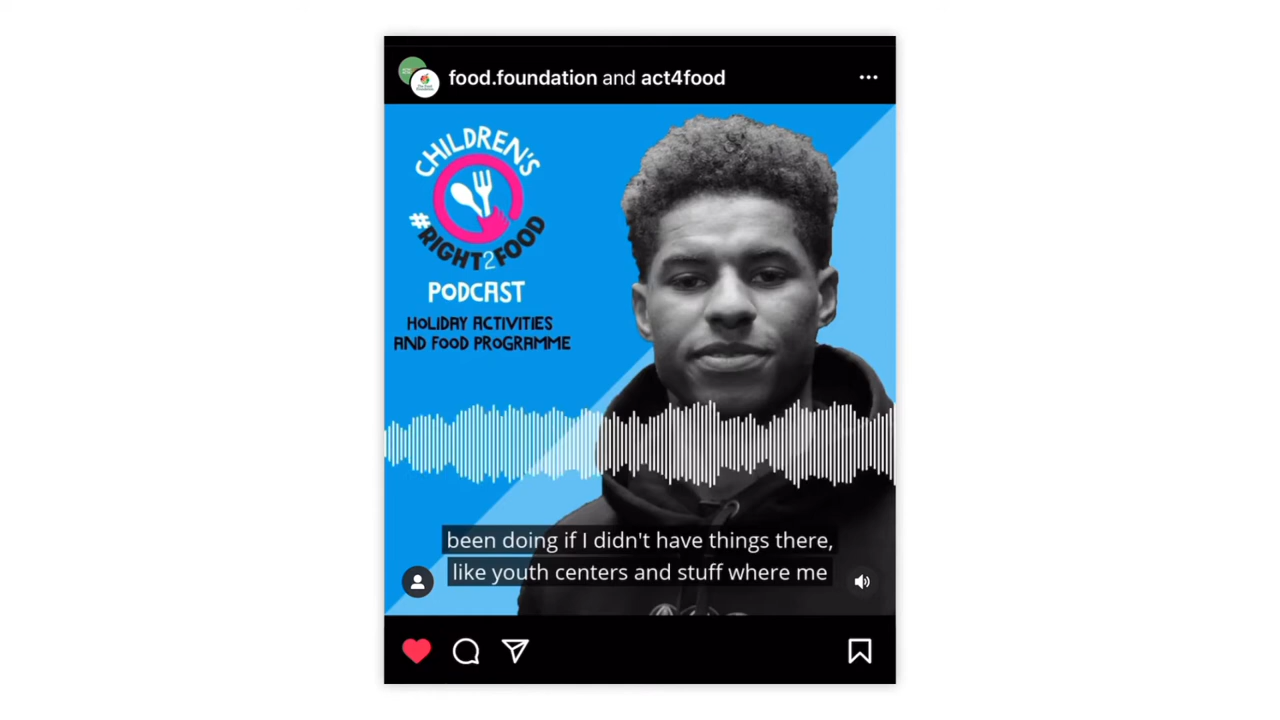 food.foundation and act4food
CHILDREN'S
#RIGHT2FOOD
PODCAST
HOLIDAY ACTIVITIES
AND FOOD PROGRAMME
been doing if I didn't have things there,
like youth centers and stuff where me